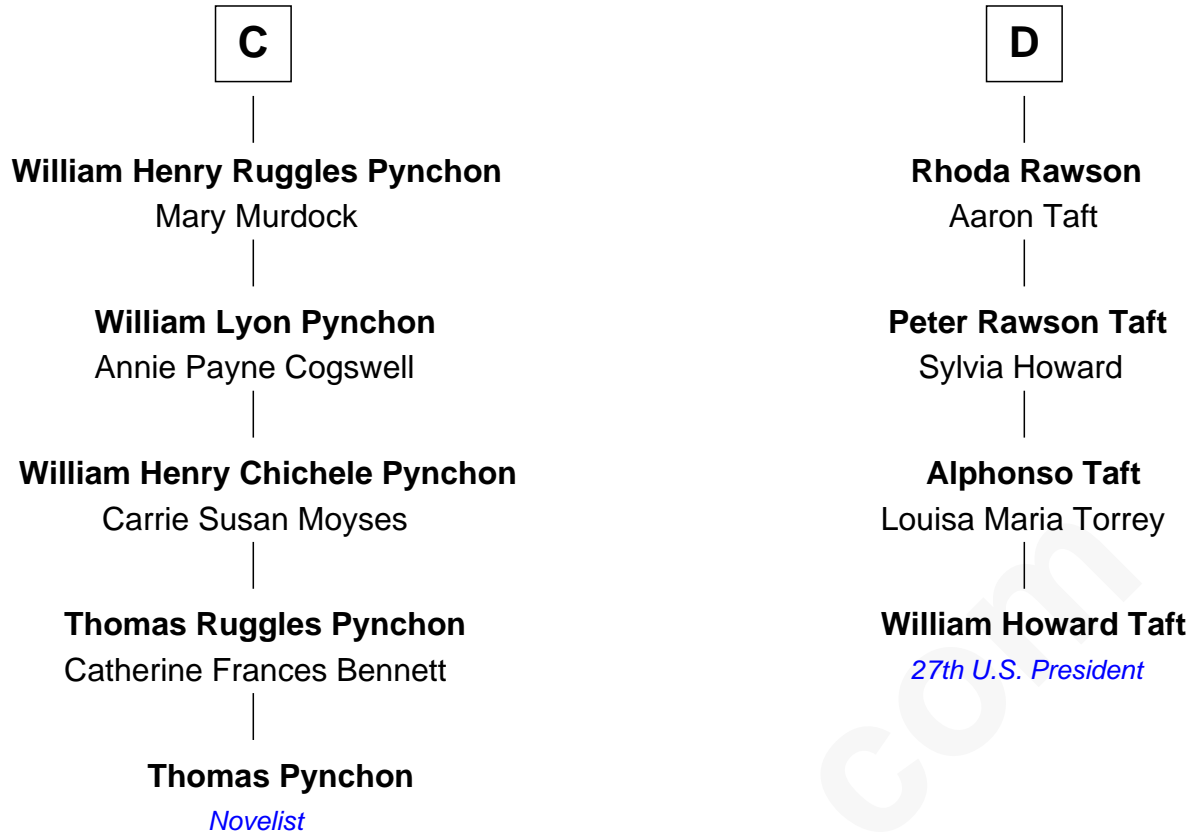 C
William Henry Ruggles Pynchon
Mary Murdock
William Lyon Pynchon
Annie Payne Cogswell
William Henry Chichele Pynchon
Carrie Susan Moyses
Thomas Ruggles Pynchon
Catherine Frances Bennett
Thomas Pynchon
Novelist
D
Rhoda Rawson
Aaron Taft
Peter Rawson Taft
Sylvia Howard
Alphonso Taft
Louisa Maria Torrey
William Howard Taft
27th U.S. President
com